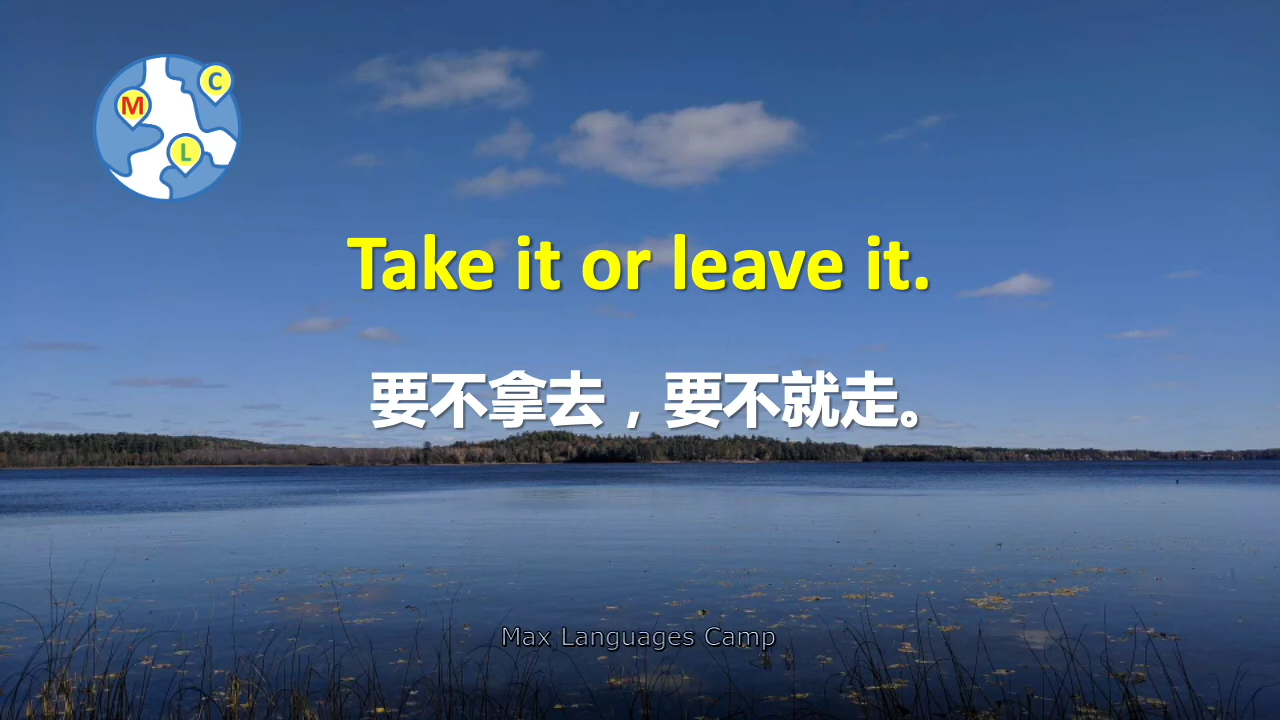 M
C
L
Take it or leave it.
要不拿去，要不就走。
Max Languages Camp